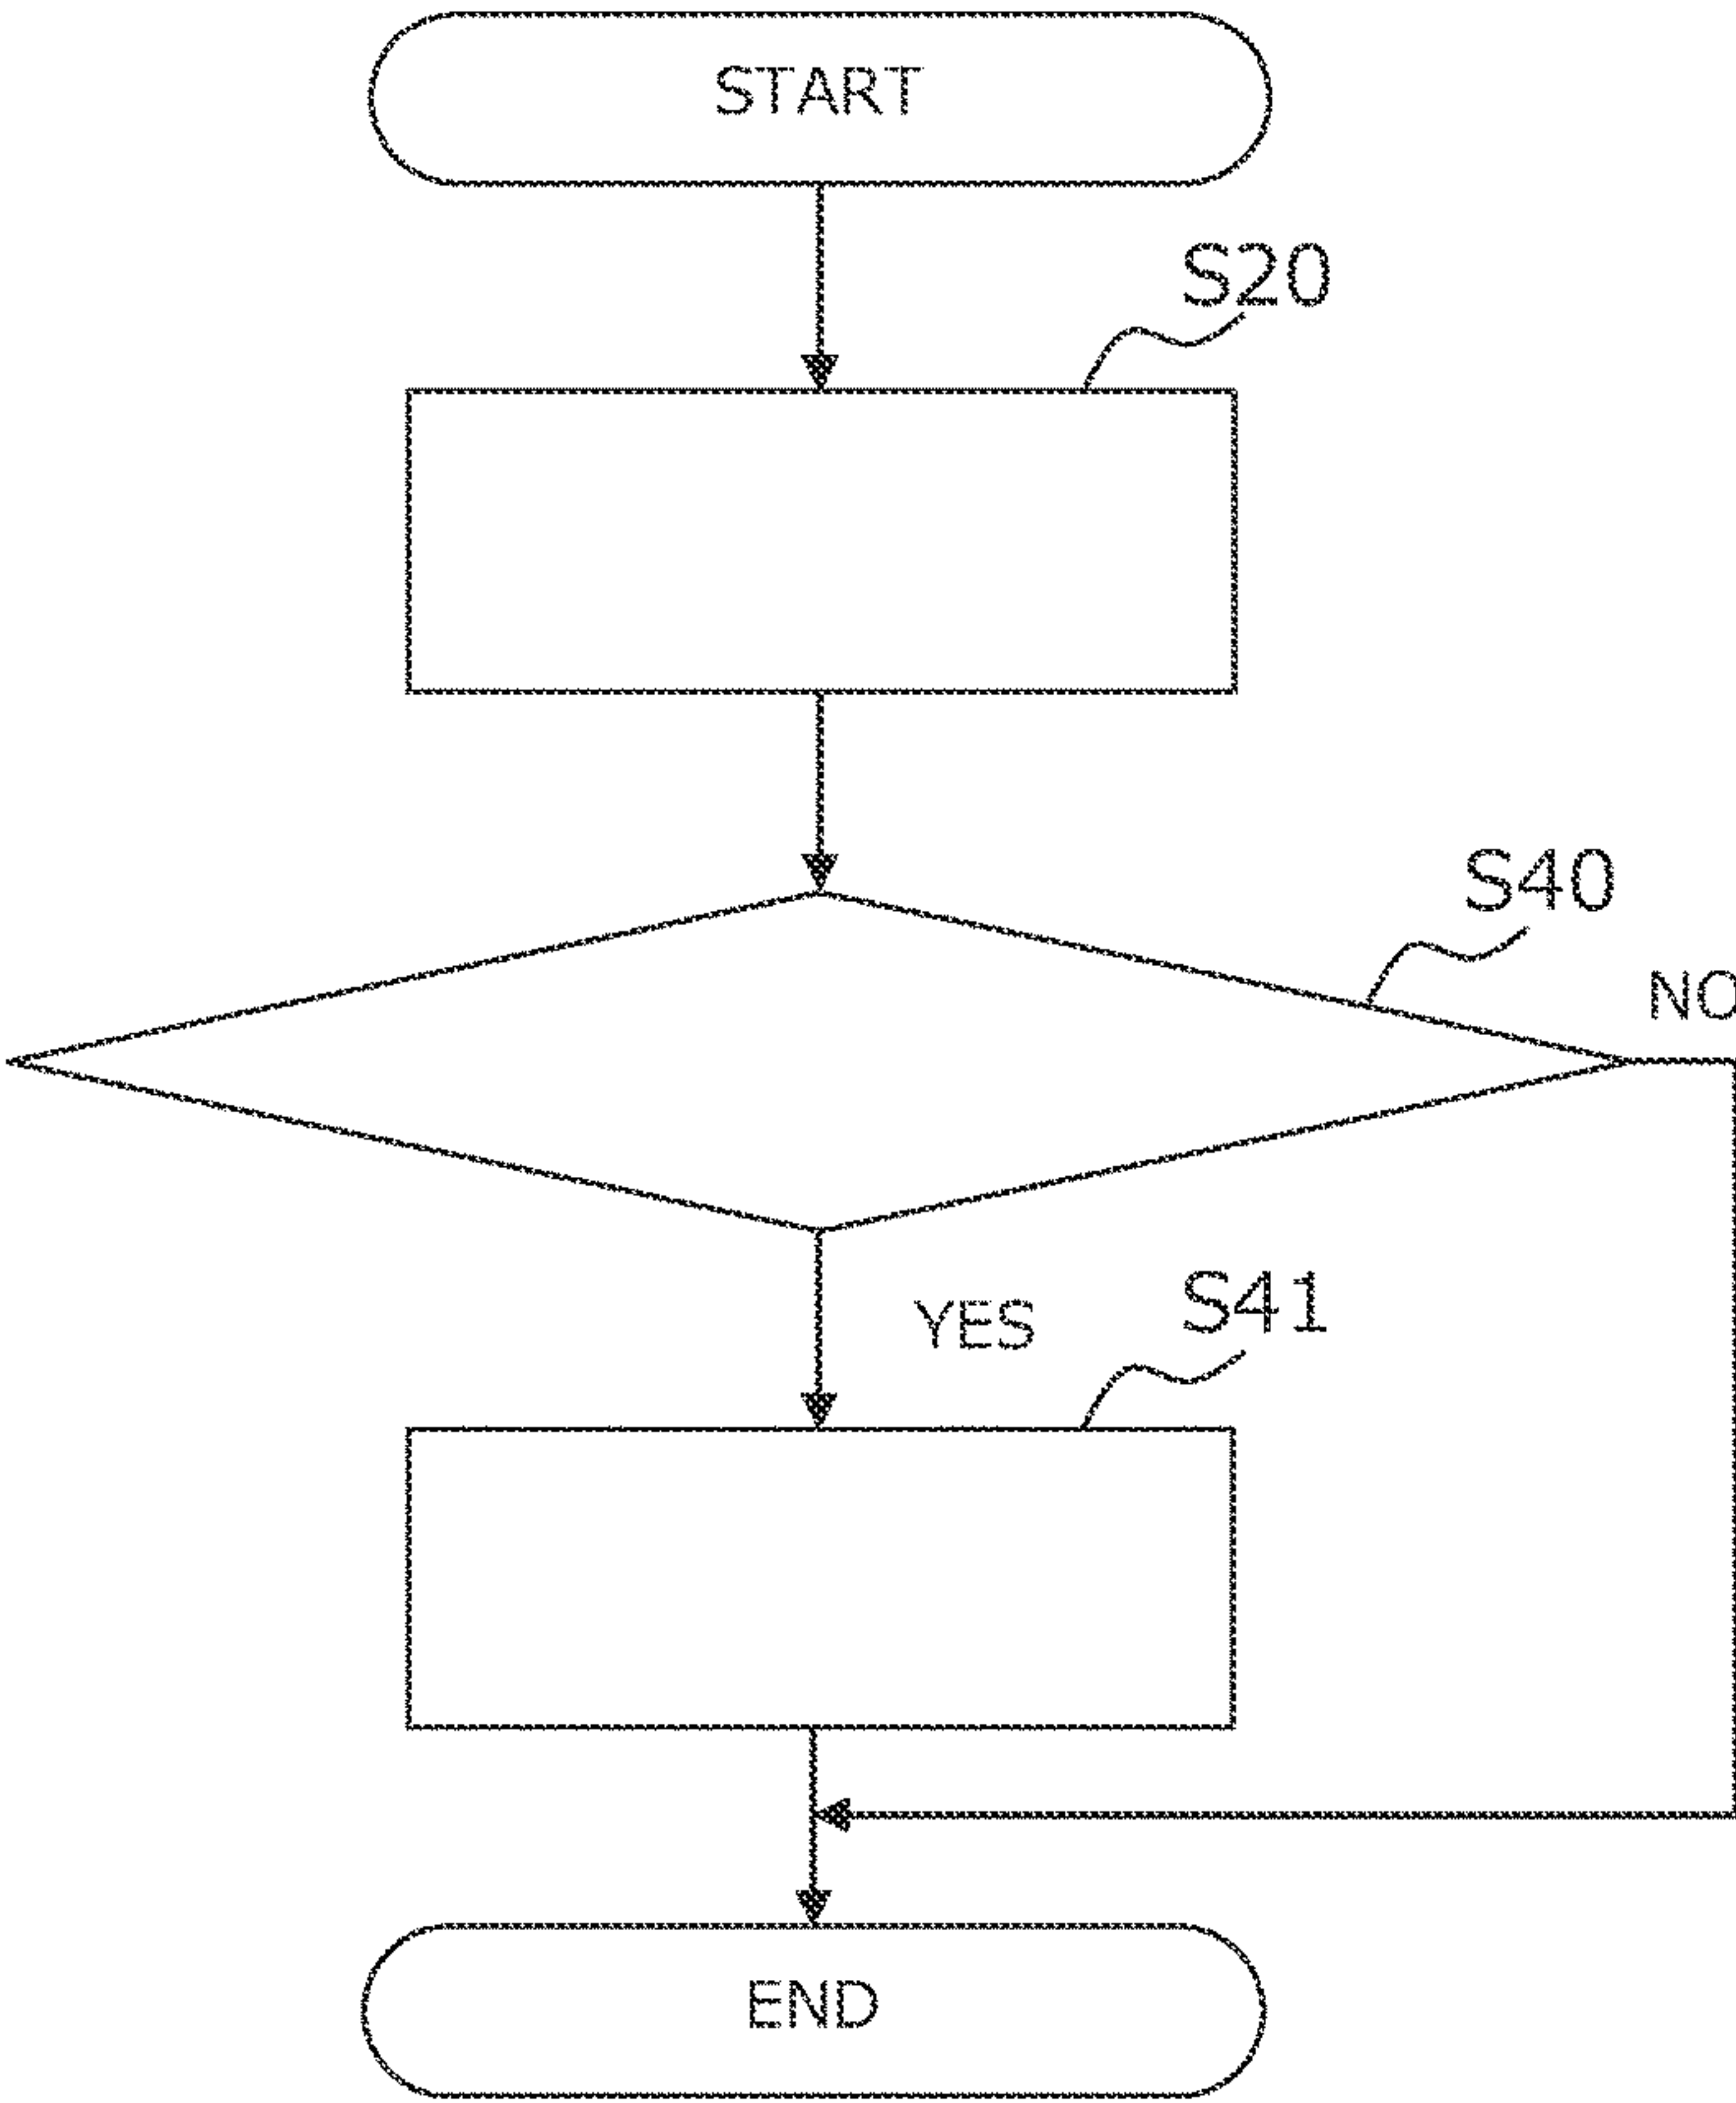 START
S20
S40
NO
YES
S41
END